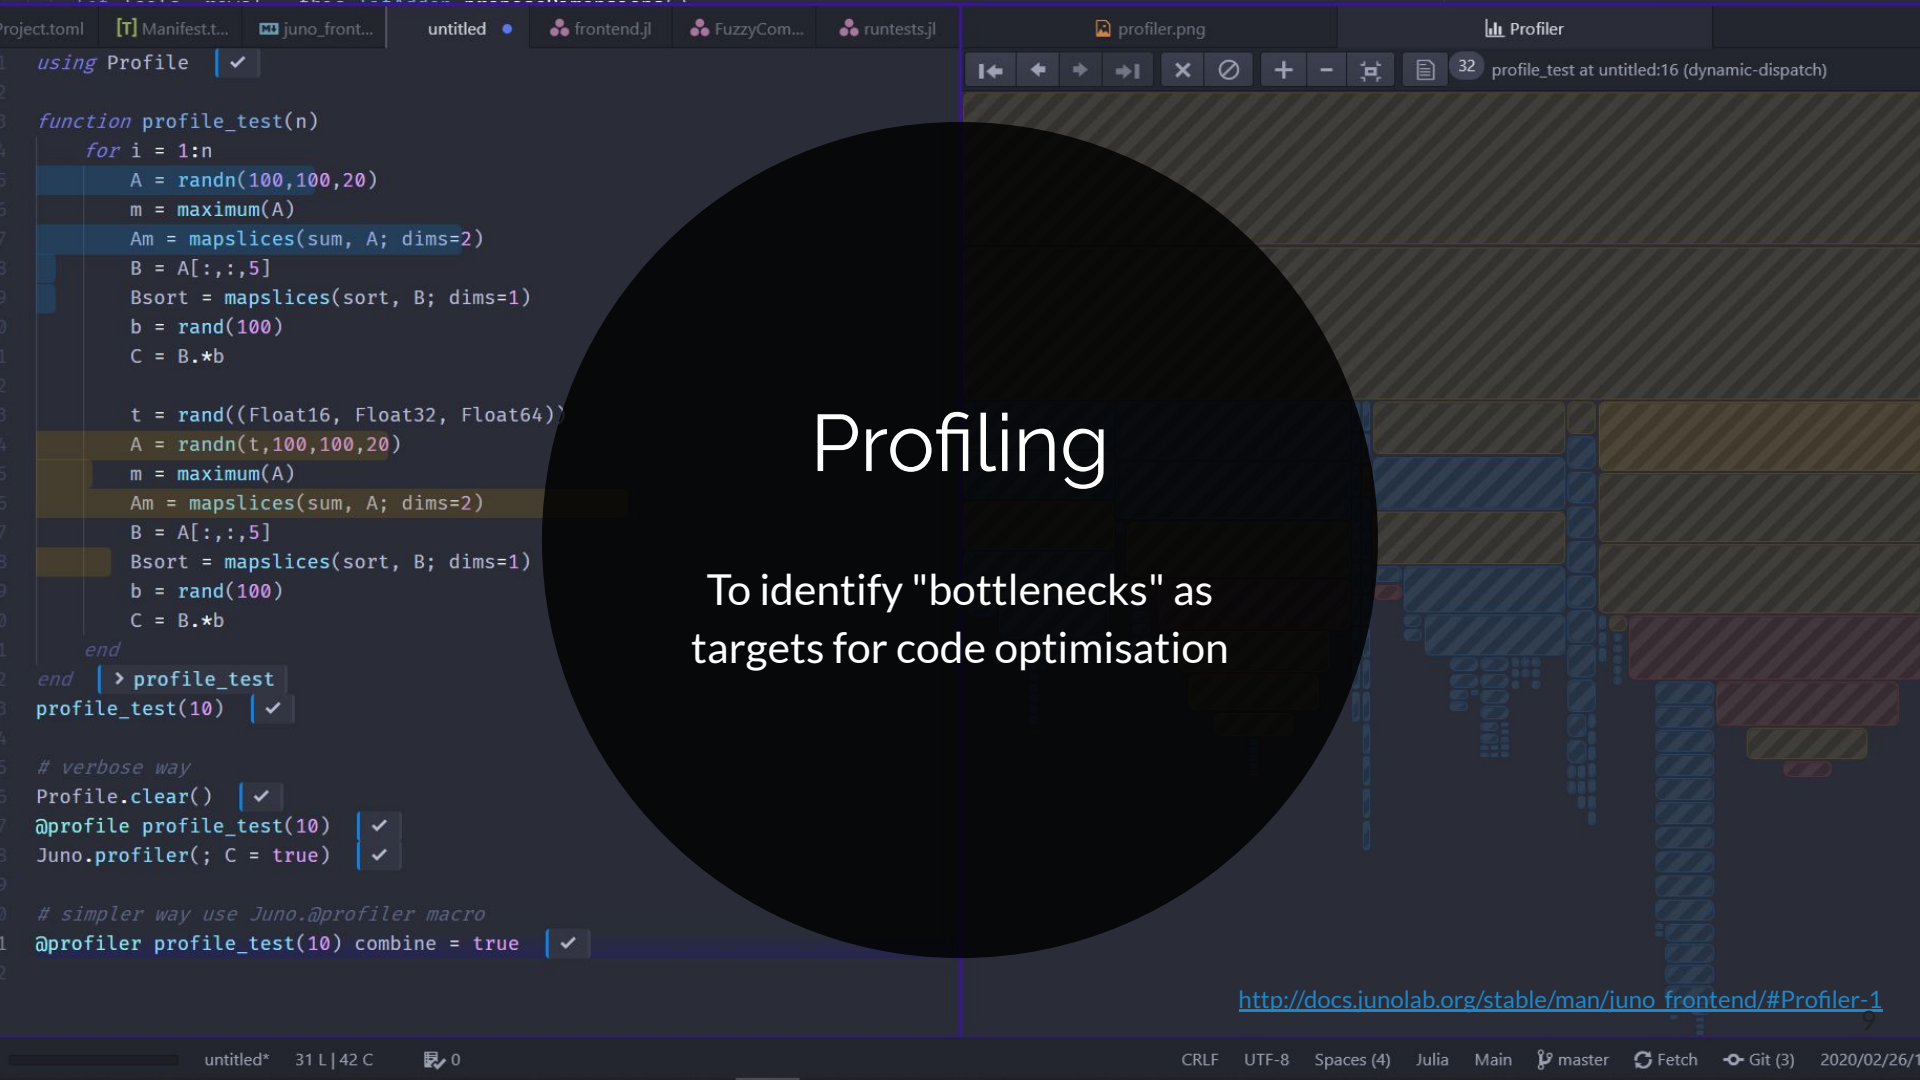 Project.toml
Manifest.t...
juno_front...
untitled
frontend.jl
FuzzyCom...
runtests.jl
profiler.png
Profiler
32 profile_test at untitled:16 (dynamic-dispatch)
using Profile
function profile_test(n)
for i = 1:n
A = randn(100,100,20)
m = maximum(A)
Am = mapslices(sum, A; dims=2)
B = A[:,:,5]
Bsort = mapslices(sort, B; dims=1)
b = rand(100)
C = B.*b
t = rand((Float16, Float32, Float64))
A = randn(t,100,100,20)
m = maximum(A)
Am = mapslices(sum, A; dims=2)
B = A[:,:,5]
Bsort = mapslices(sort, B; dims=1)
b = rand(100)
C = B.*b
end
end > profile_test
profile_test(10)
# verbose way
Profile.clear()
@profile profile_test(10)
Juno.profiler(; C = true)
# simpler way use Juno.@profiler macro
@profiler profile_test(10) combine = true
Profiling
To identify "bottlenecks" as
targets for code optimisation
http://docs.junolab.org/stable/man/juno_frontend/#Profiler-1
9
untitled* 31 L | 42 C 0
CRLF UTF-8 Spaces (4) Julia Main master Fetch Git (3) 2020/02/26/1